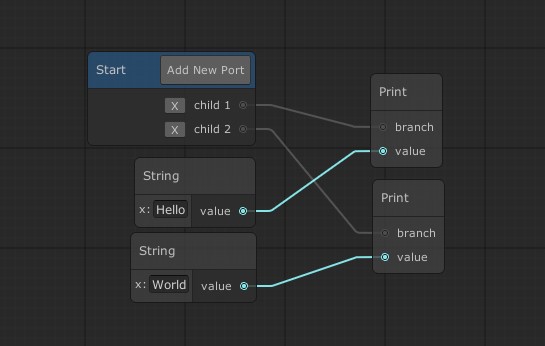 Start Add New Port
X child 1
X child 2
String
x: Hello value
String
x: World value
Print
branch
value
Print
branch
value